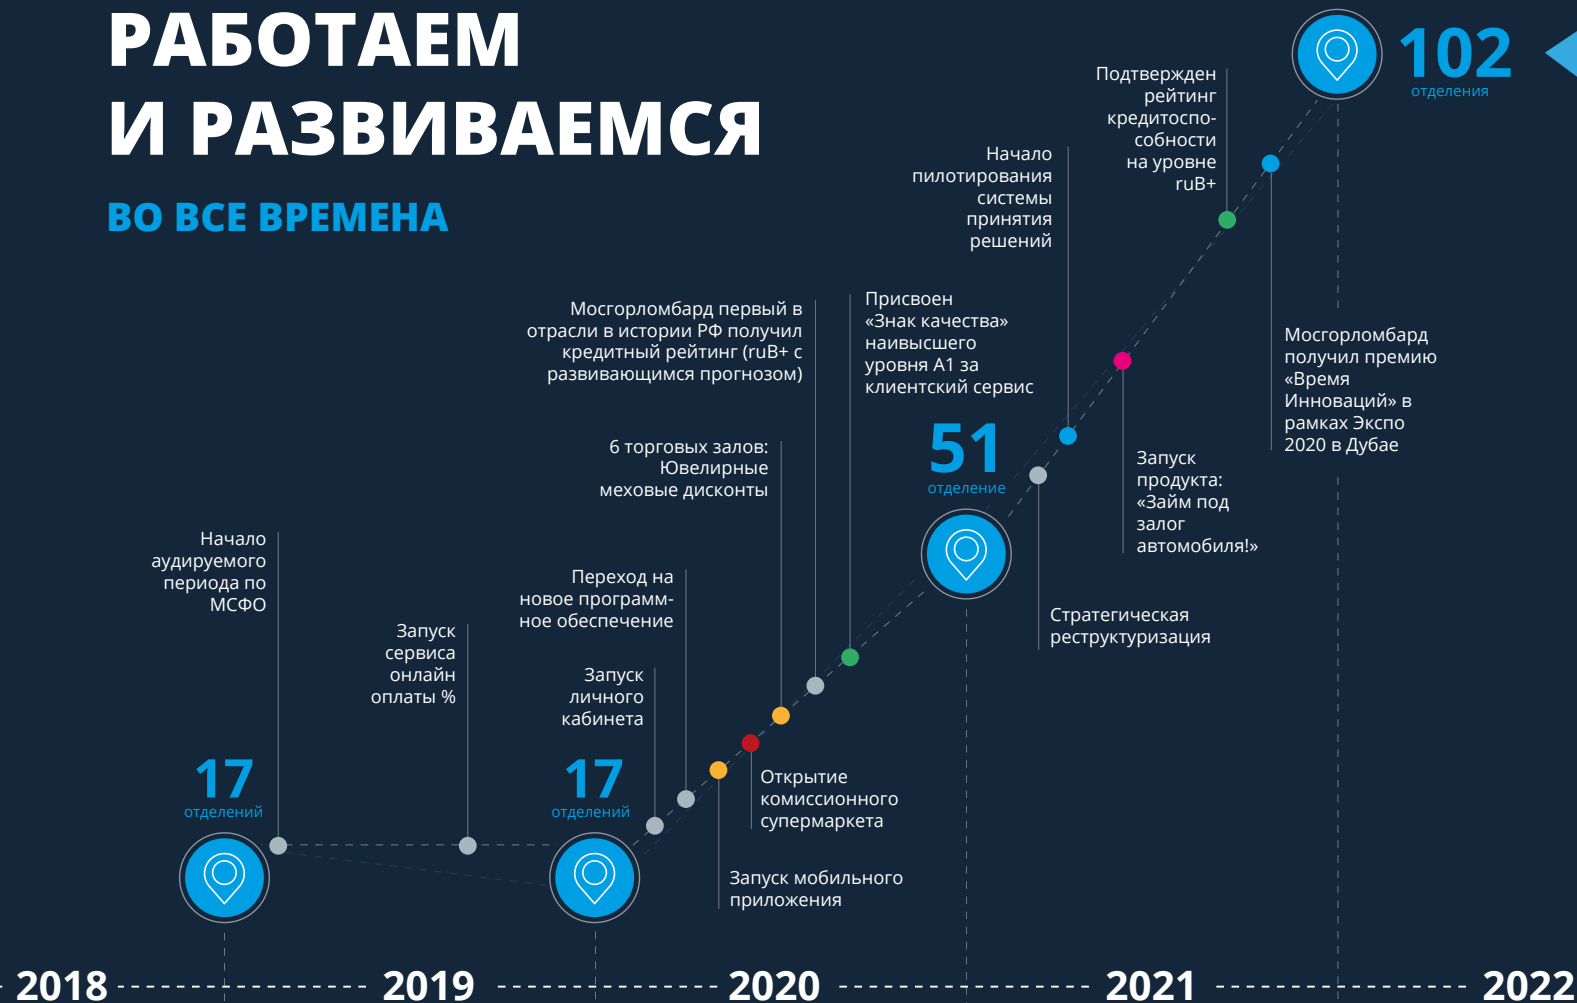 РАБОТАЕМ
И РАЗВИВАЕМСЯ
ВО ВСЕ ВРЕМЕНА
17
отделений
Начало
аудируемого
периода по
МСФО
Запуск
сервиса
онлайн
оплаты %
17
отделений
Запуск
личного
кабинета
Переход на
новое программ-
ное обеспечение
Запуск мобильного
приложения
Открытие
комиссионного
супермаркета
6 торговых залов:
Ювелирные
меховые дисконты
Мосгорломбард первый в
отрасли в истории РФ получил
кредитный рейтинг (ruB+ с
развивающимся прогнозом)
Присвоен
«Знак качества»
наивысшего
уровня А1 за
клиентский сервис
51
отделение
Стратегическая
реструктуризация
Начало
пилотирования
системы
принятия
решений
Запуск
продукта:
«Займ под
залог
автомобиля!»
Подтвержден
рейтинг
кредитоспо-
собности
на уровне
ruB+
Мосгорломбард
получил премию
«Время
Инноваций» в
рамках Экспо
2020 в Дубае
102
отделения
2018
2019
2020
2021
2022